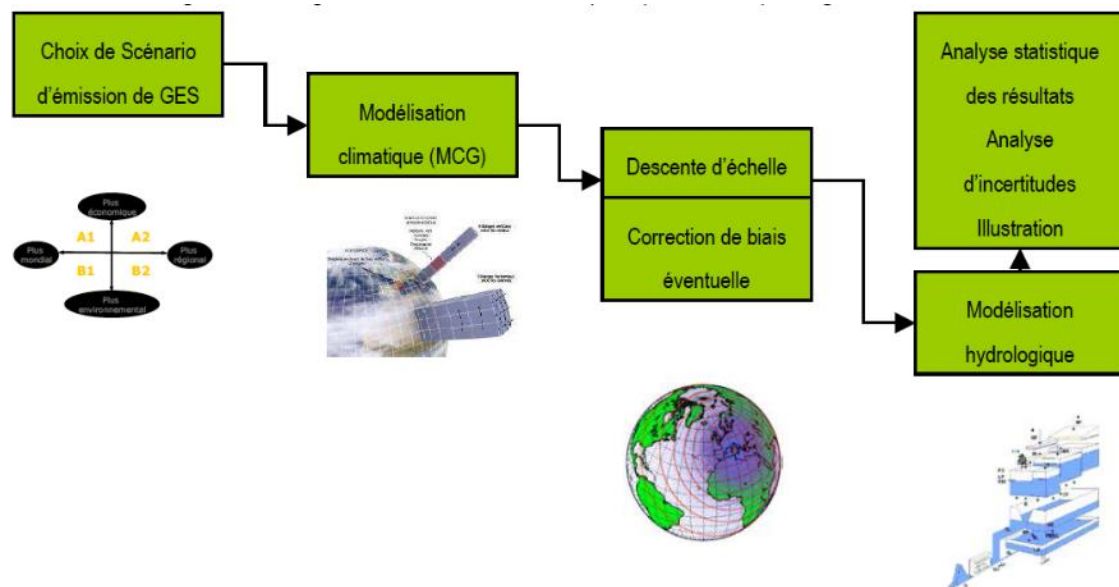 Choix de Scénario
d'émission de GES
Modélisation
climatique (MCG)
Descente d'échelle
Correction de biais
éventuelle
Analyse statistique
des résultats
Analyse
d'incertitudes
Illustration
Modélisation
hydrologique
Plus
économique
A1 A2
Plus
mondial
Plus
régional
B1 B2
Plus
environnemental